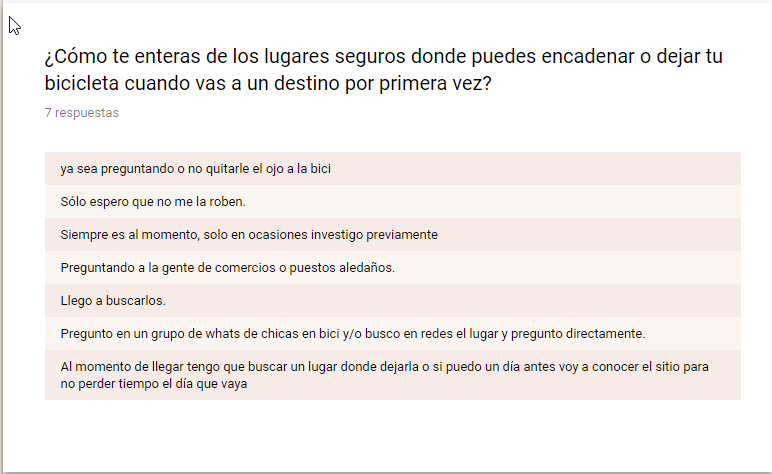 ¿Cómo te enteras de los lugares seguros donde puedes encadenar o dejar tu
bicicleta cuando vas a un destino por primera vez?
7 respuestas
ya sea preguntando o no quitarle el ojo a la bici
Sólo espero que no me la roben.
Siempre es al momento, solo en ocasiones investigo previamente
Preguntando a la gente de comercios o puestos aledaños.
Llego a buscarlos.
Pregunto en un grupo de whats de chicas en bici y/o busco en redes el lugar y pregunto directamente.
Al momento de llegar tengo que buscar un lugar donde dejarla o si puedo un día antes voy a conocer el sitio para
no perder tiempo el día que vaya